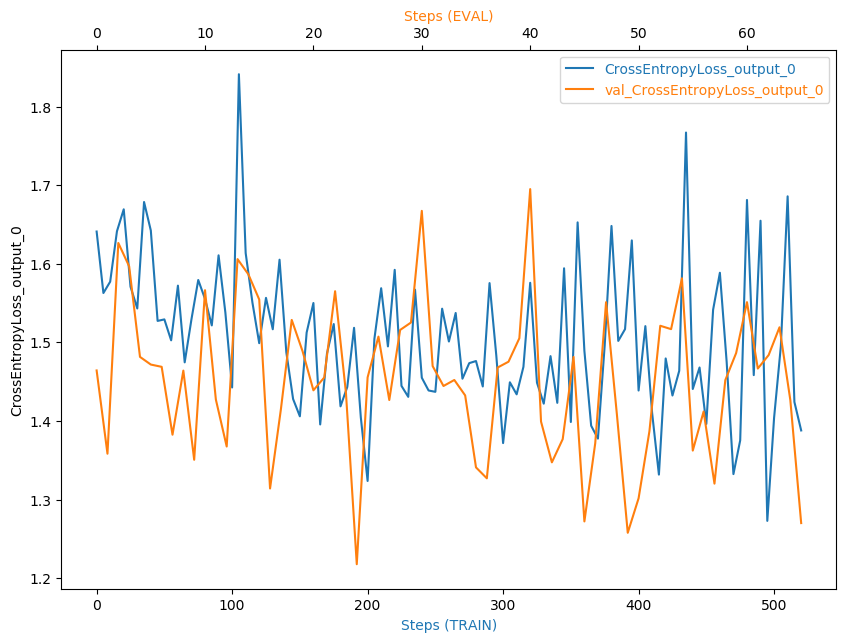 Steps (EVAL)
0 10 20 30 40 50 60
CrossEntropyLoss_output_0
val_CrossEntropyLoss_output_0
CrossEntropyLoss_output_0
1.8
1.7
1.6
1.5
1.4
1.3
1.2
0 100 200 300 400 500
Steps (TRAIN)